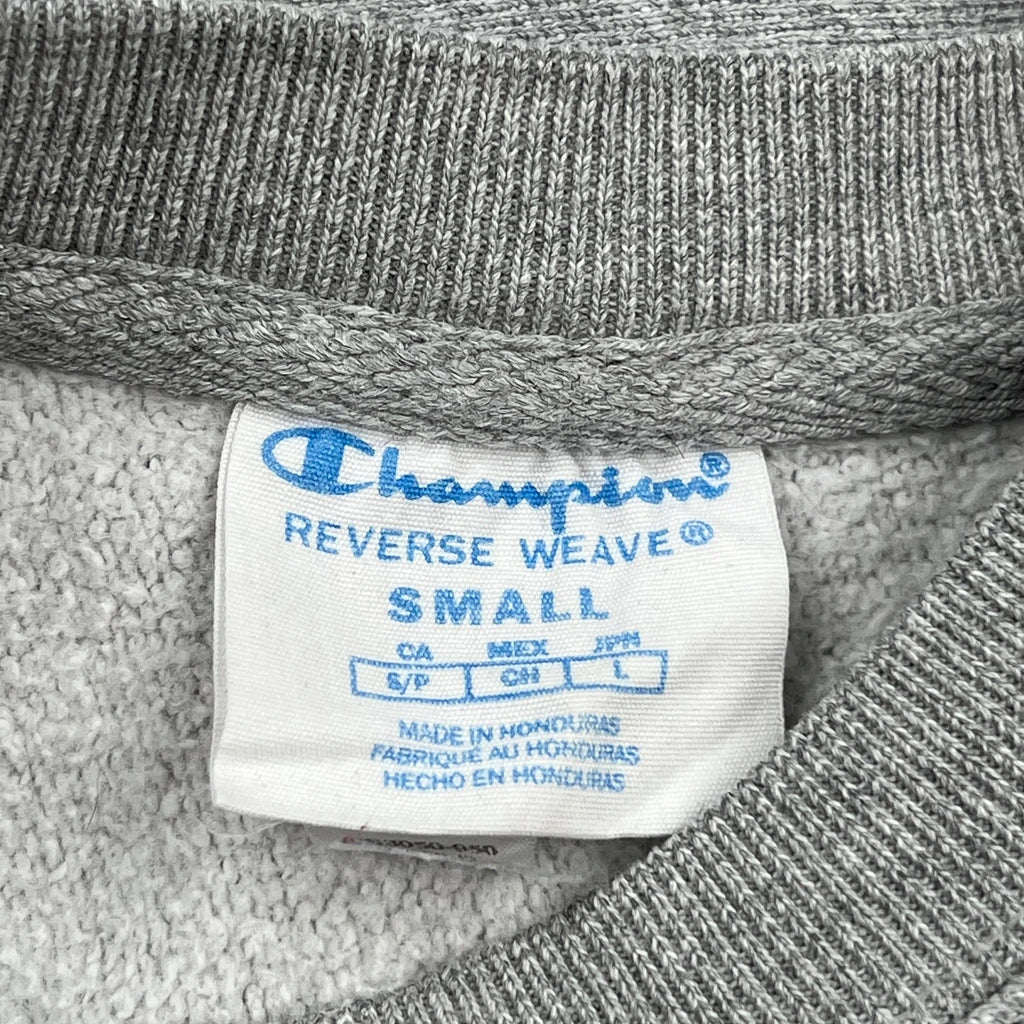 Champion®
REVERSE WEAVE®
SMALL
CA MEX JPN
S/P CH L
MADE IN HONDURAS
FABRIQUÉ AU HONDURAS
HECHO EN HONDURAS